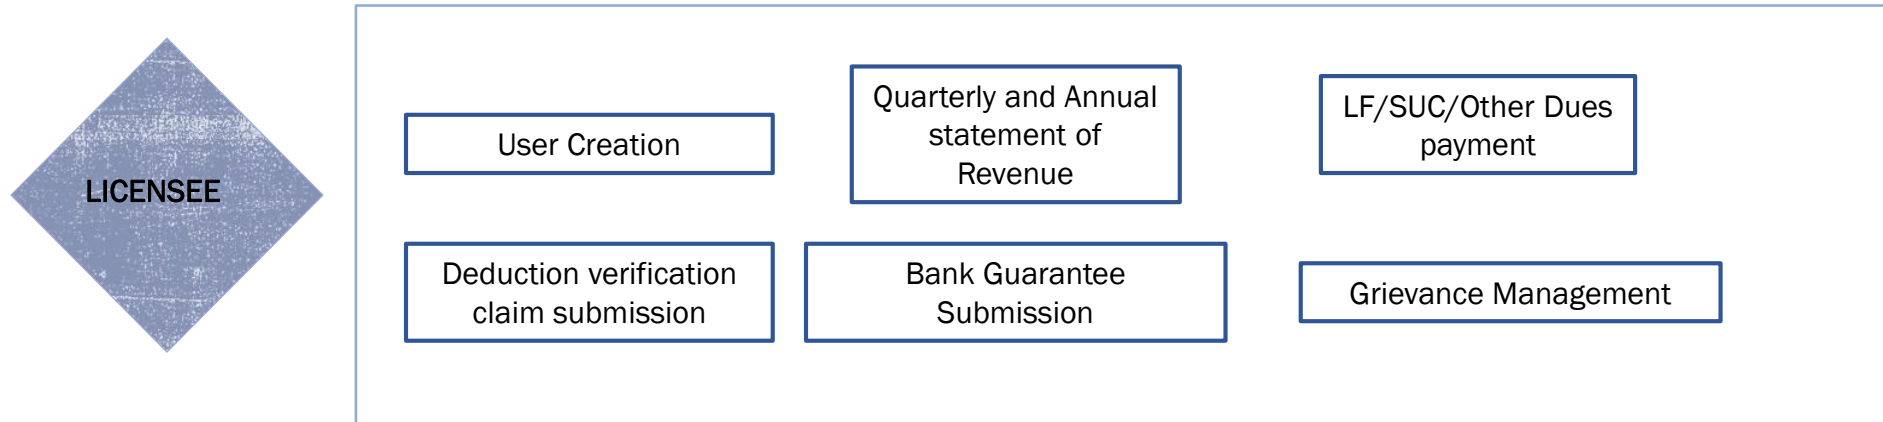 LICENSEE
User Creation
Quarterly and Annual
statement of
Revenue
LF/SUC/Other Dues
payment
Deduction verification
claim submission
Bank Guarantee
Submission
Grievance Management